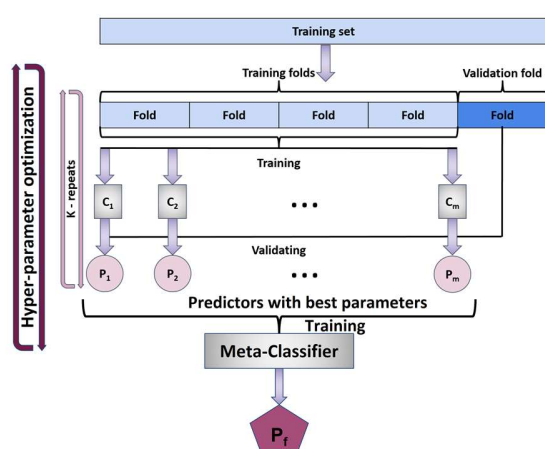 Training set
Training folds
Validation fold
Fold Fold Fold Fold Fold
Training
C1 C2 ... Cm
Validating
P1 P2 ... Pm
Hyper-parameter optimization
K - repeats
Predictors with best parameters
Training
Meta-Classifier
Pf